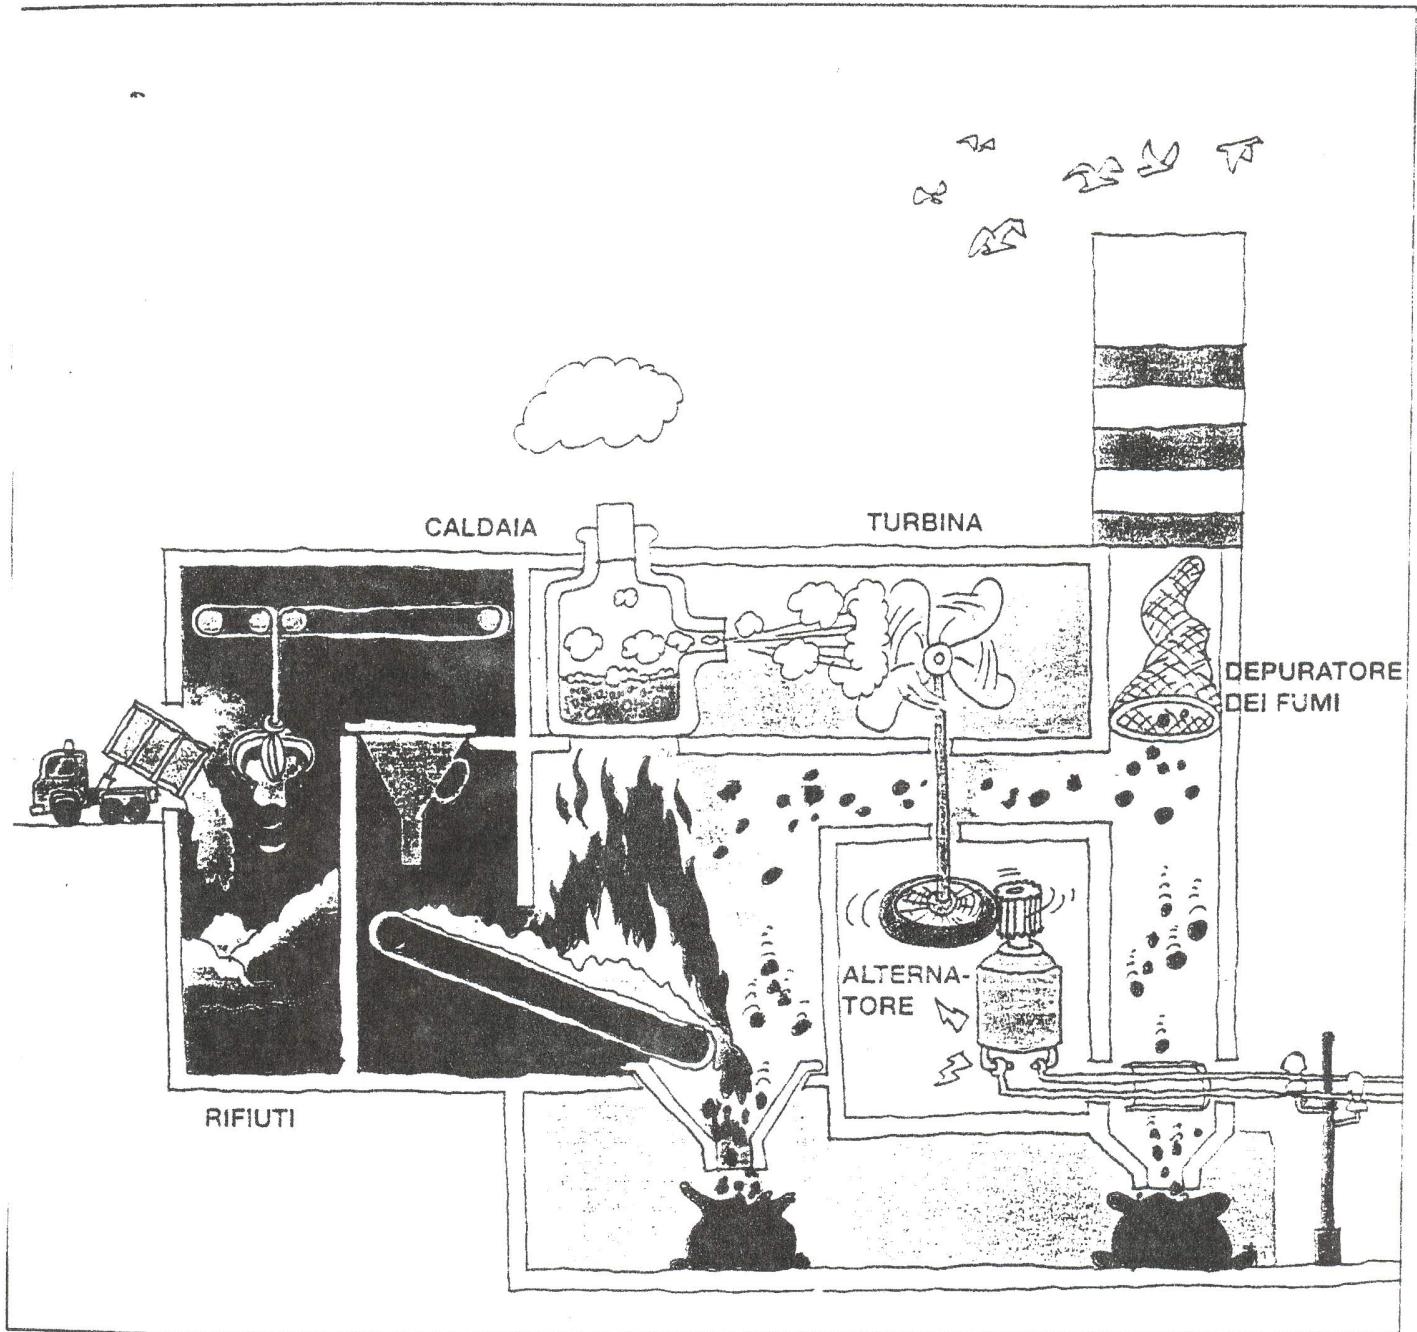 CALDAIA
TURBINA
DEPURATORE
DEI FUMI
ALTERNA-
TORE
RIFIUTI